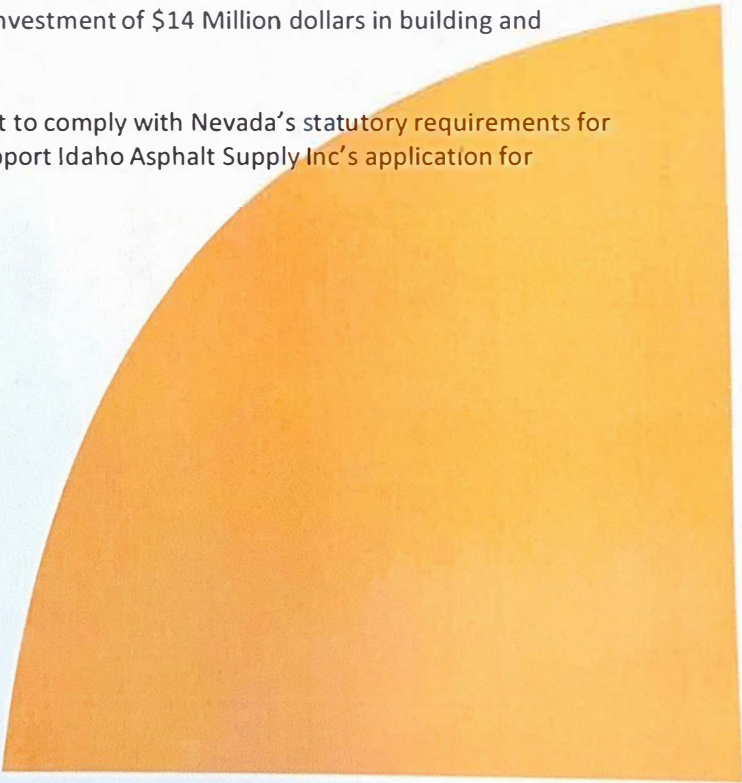 nvestment of $14 Million dollars in building and
t to comply with Nevada’s statutory requirements for
pport Idaho Asphalt Supply Inc’s application for